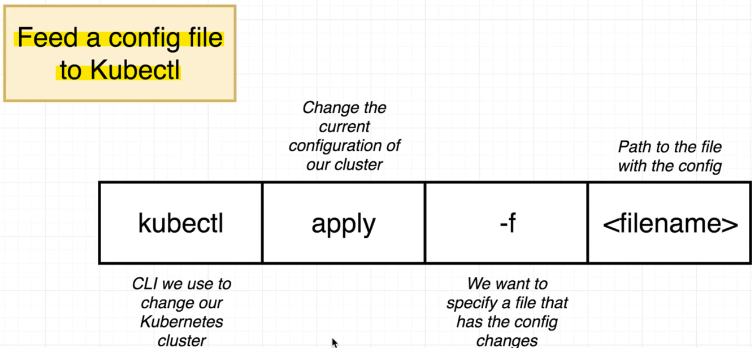 Feed a config file
to Kubectl
Change the
current
configuration of
our cluster
Path to the file
with the config
kubectl
apply
-f
<filename>
CLI we use to
change our
Kubernetes
cluster
We want to
specify a file that
has the config
changes